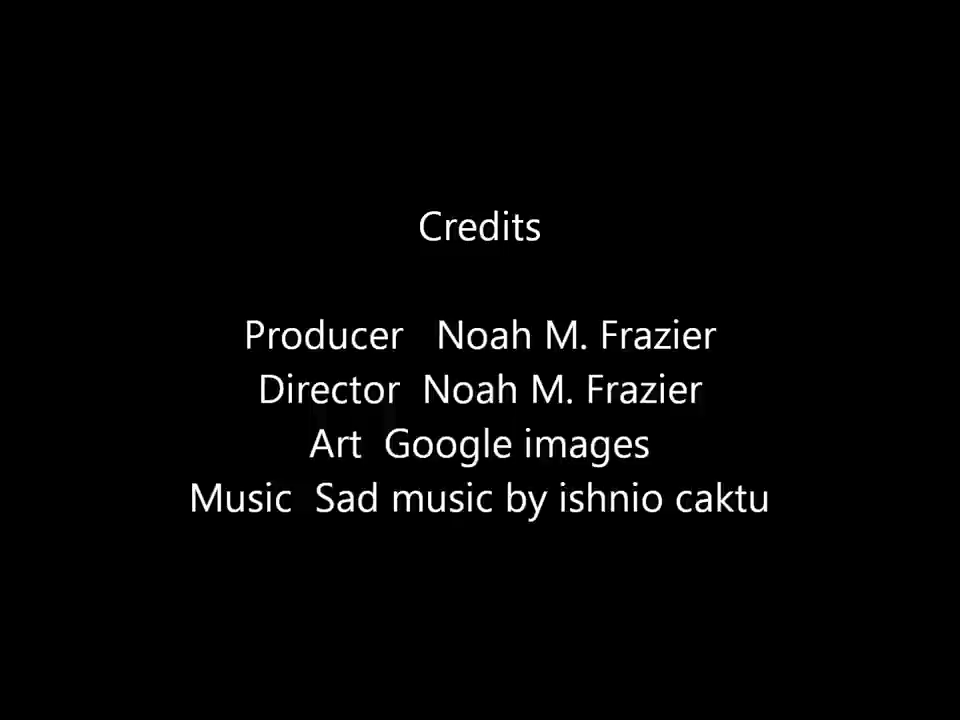 Credits
Producer   Noah M. Frazier
Director  Noah M. Frazier
Art  Google images
Music  Sad music by ishnio caktu